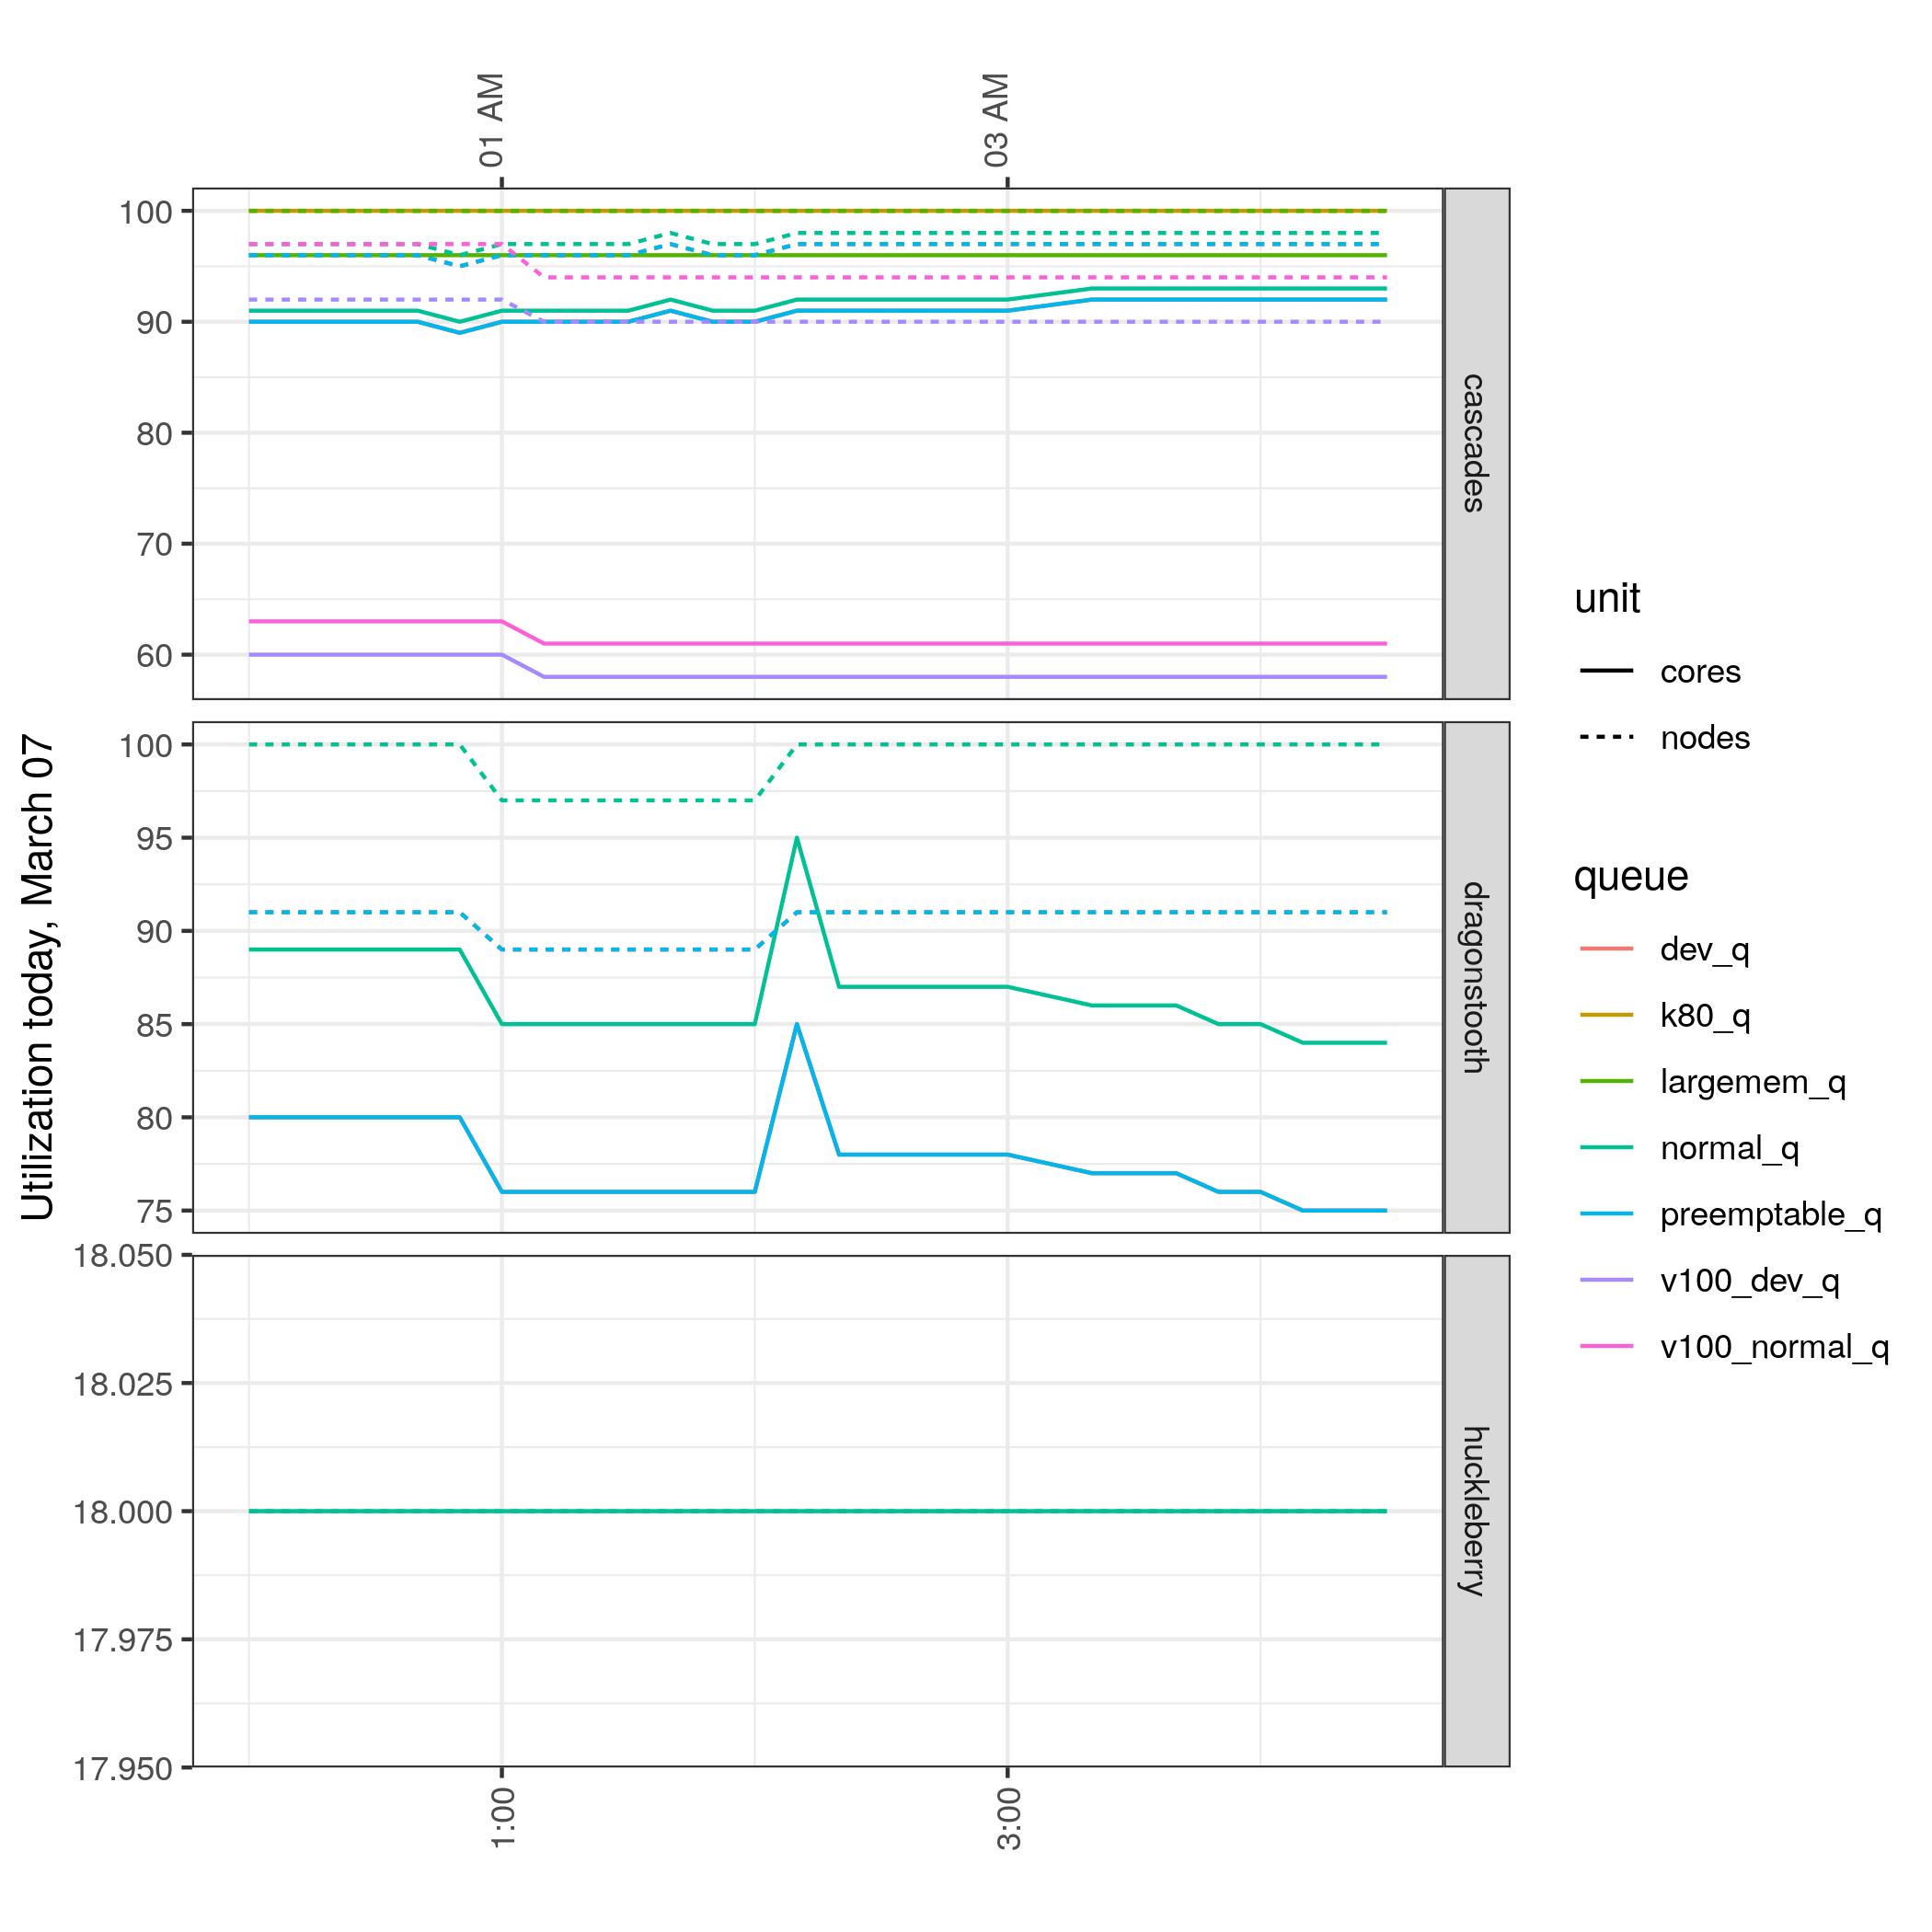 01 AM
03 AM
100
90
80
70
60
cascades
Utilization today, March 07
100
95
90
85
80
75
dragonstooth
18.050
18.025
18.000
17.975
17.950
huckleberry
1:00
3:00
unit
cores
nodes
queue
dev_q
k80_q
largemem_q
normal_q
preemptable_q
v100_dev_q
v100_normal_q